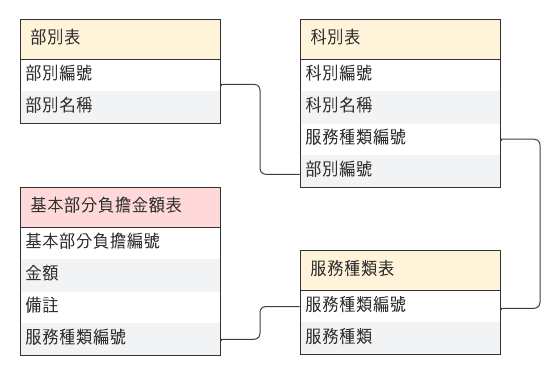 部別表
部別編號
部別名稱
科別表
科別編號
科別名稱
服務種類編號
部別編號
基本部分負擔金額表
基本部分負擔編號
金額
備註
服務種類編號
服務種類表
服務種類編號
服務種類